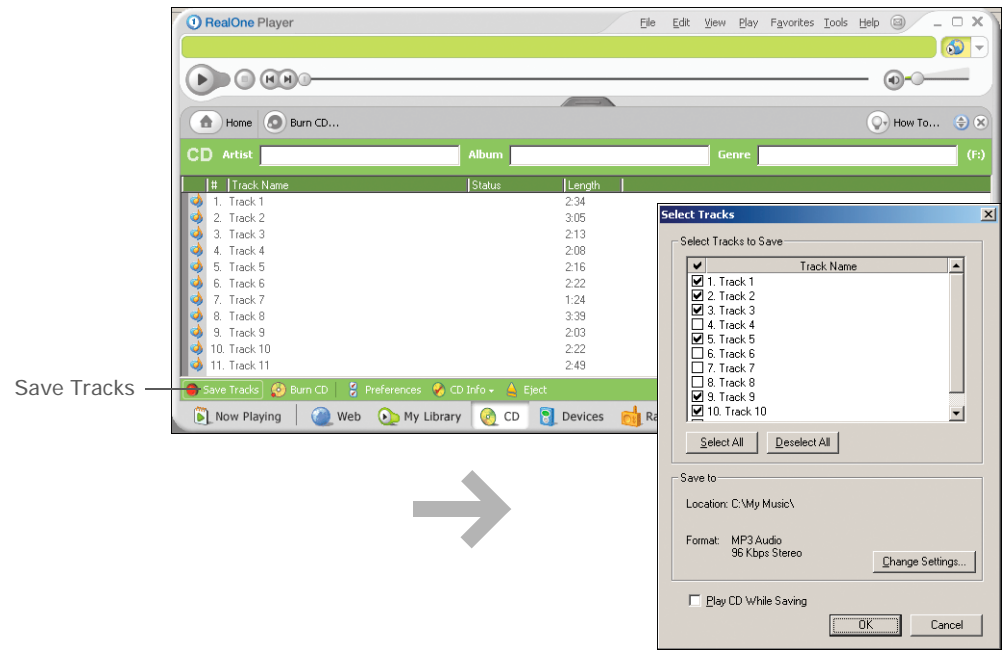 RealOne Player
File Edit View Play Favorites Tools Help
Home Burn CD... How To...
CD Artist Album Genre (F:)
# Track Name Status Length
1. Track 1 2:34
2. Track 2 3:05
3. Track 3 2:13
4. Track 4 2:08
5. Track 5 2:16
6. Track 6 2:22
7. Track 7 1:24
8. Track 8 3:39
9. Track 9 2:03
10. Track 10 2:22
11. Track 11 2:49
Save Tracks
Save Tracks Burn CD Preferences CD Info Eject
Now Playing Web My Library CD Devices Ra
Select Tracks
Select Tracks to Save
Track Name
1. Track 1
2. Track 2
3. Track 3
4. Track 4
5. Track 5
6. Track 6
7. Track 7
8. Track 8
9. Track 9
10. Track 10
Select All Deselect All
Save to
Location: C:\My Music\
Format: MP3 Audio
96 Kbps Stereo
Change Settings...
Play CD While Saving
OK Cancel